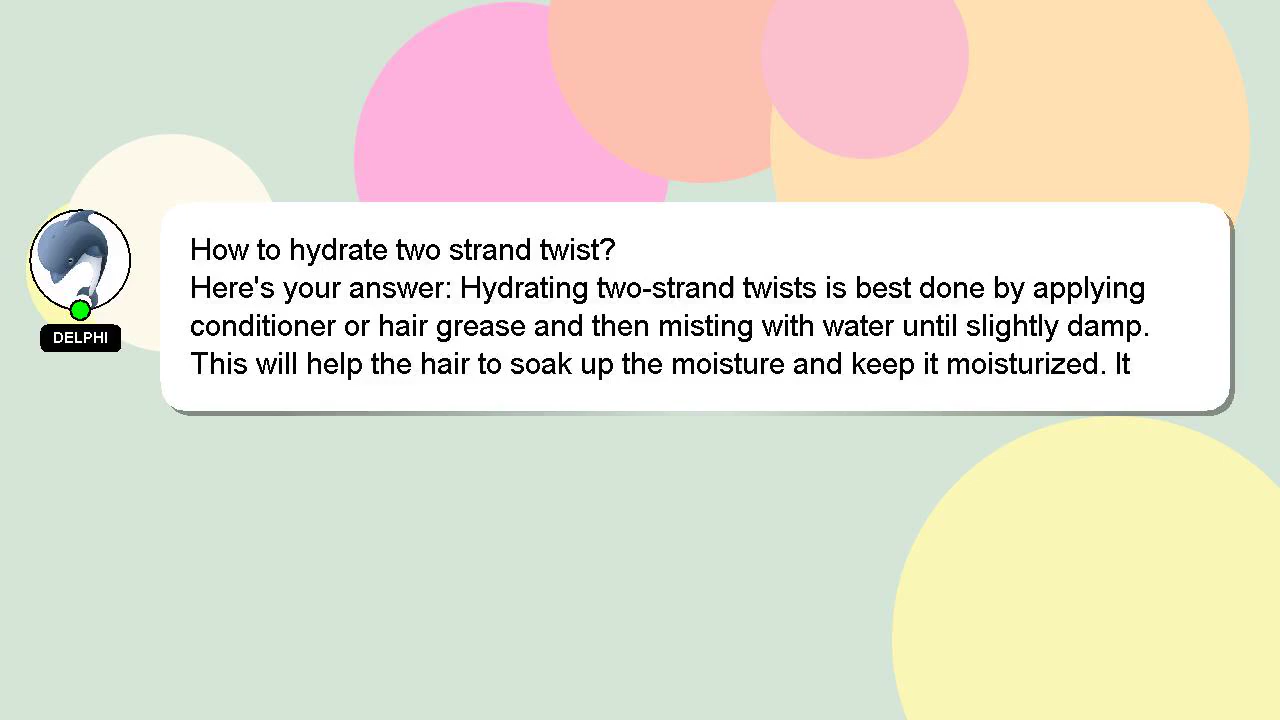 How to hydrate two strand twist?
Here's your answer: Hydrating two-strand twists is best done by applying
conditioner or hair grease and then misting with water until slightly damp.
This will help the hair to soak up the moisture and keep it moisturized. It
DELPHI